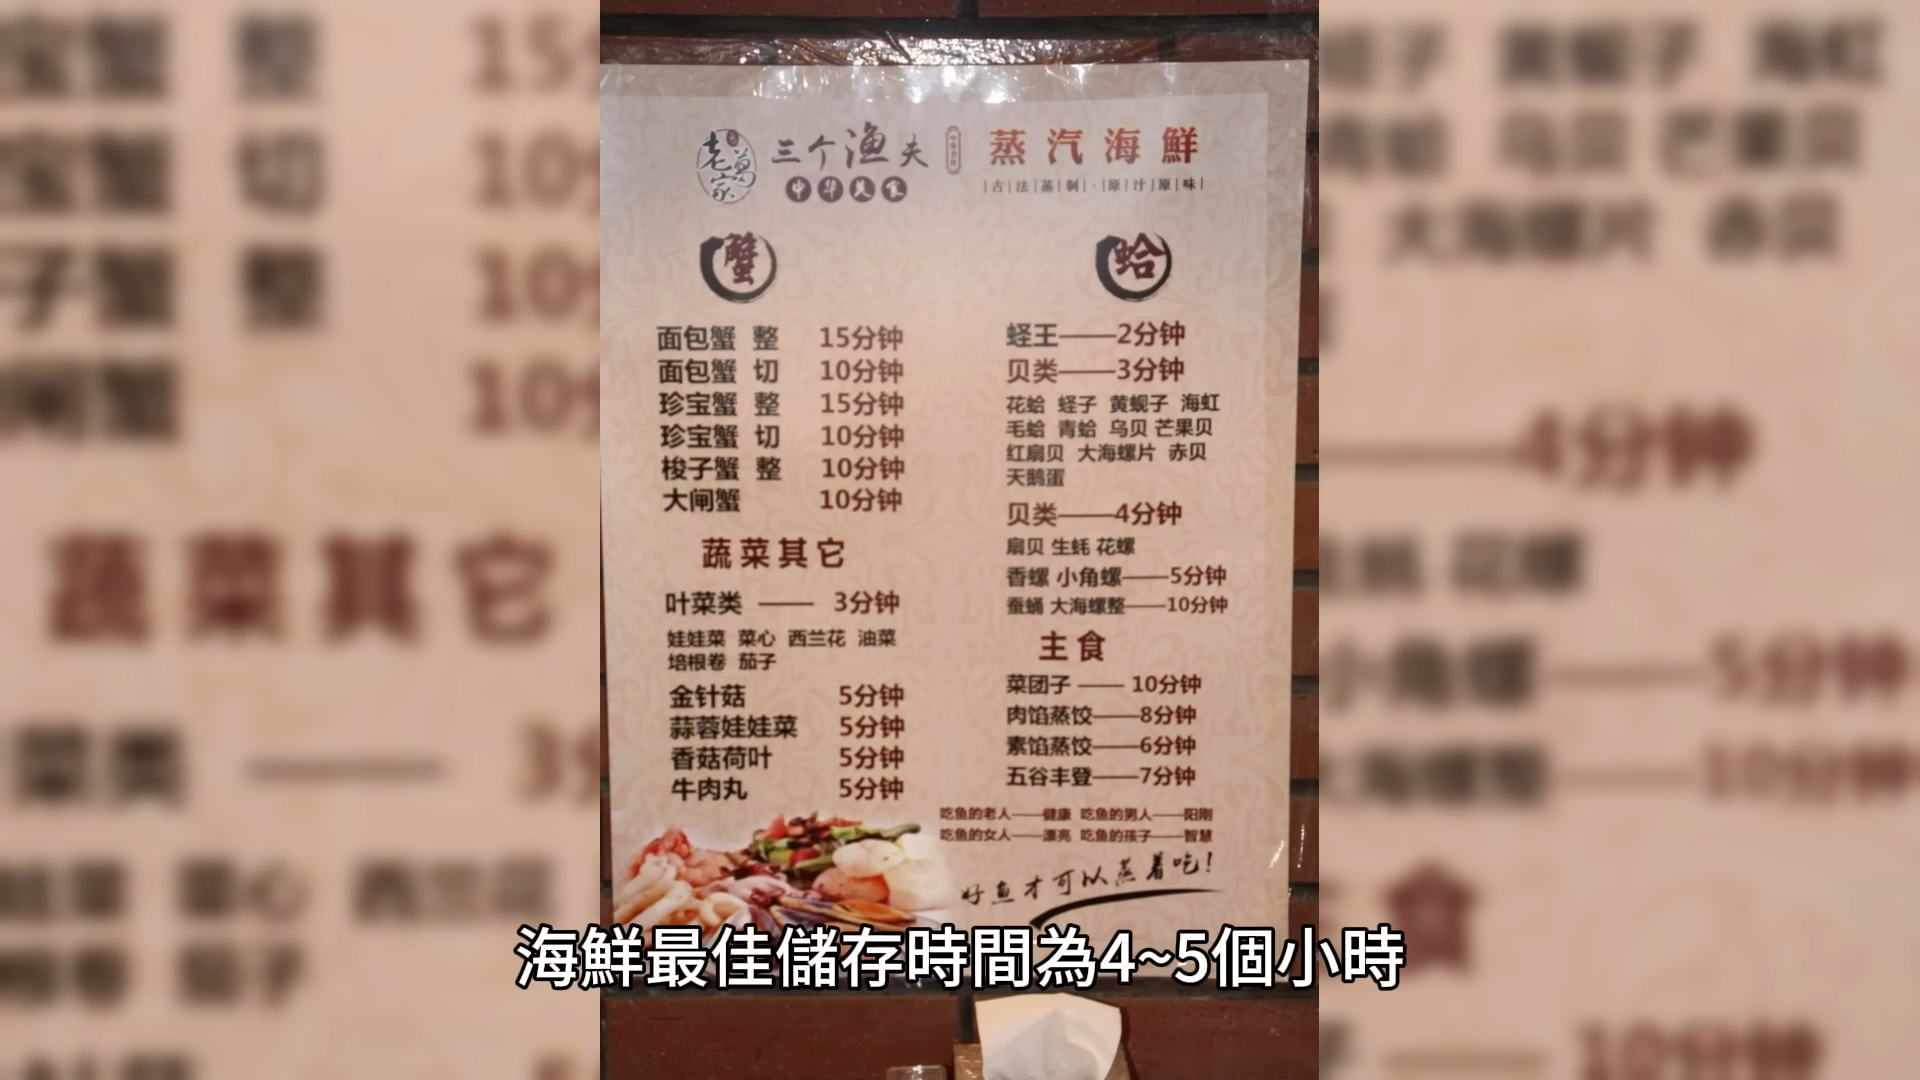 老萬家 三个渔夫 中华美食 蒸汽海鮮
古法蒸制·原汁原味
中华美食
蟹
面包蟹 整 15分钟
面包蟹 切 10分钟
珍宝蟹 整 15分钟
珍宝蟹 切 10分钟
梭子蟹 整 10分钟
大闸蟹 10分钟
蔬菜其它
叶菜类 —— 3分钟
娃娃菜 菜心 西兰花 油菜
培根卷 茄子
金针菇 5分钟
蒜蓉娃娃菜 5分钟
香菇荷叶 5分钟
牛肉丸 5分钟
蛤
蛏王——2分钟
贝类——3分钟
花蛤 蛏子 黄蚬子 海虹
毛蛤 青蛤 鸟贝 芒果贝
红扇贝 大海螺片 赤贝
天鹅蛋
贝类——4分钟
扇贝 生蚝 花螺
香螺 小角螺——5分钟
蚕蛹 大海螺整——10分钟
主食
菜团子 —— 10分钟
肉馅蒸饺——8分钟
素馅蒸饺——6分钟
五谷丰登——7分钟
吃鱼的老人——健康 吃鱼的男人——阳刚
吃鱼的女人——漂亮 吃鱼的孩子——智慧
好鱼才可以蒸着吃!
海鮮最佳儲存時間為4~5個小時